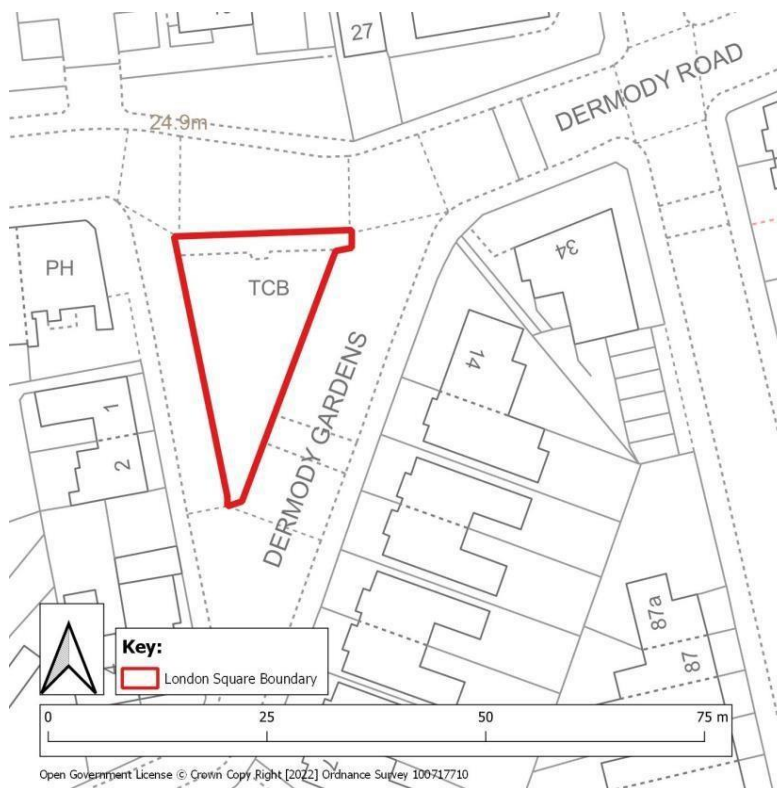 27
DERMODY ROAD
24.9m
34
PH
TCB
14
DERMODY GARDENS
1
2
87a
87
Key:
London Square Boundary
0
25
50
75 m
Open Government License © Crown Copy Right [2022] Ordnance Survey 100717710